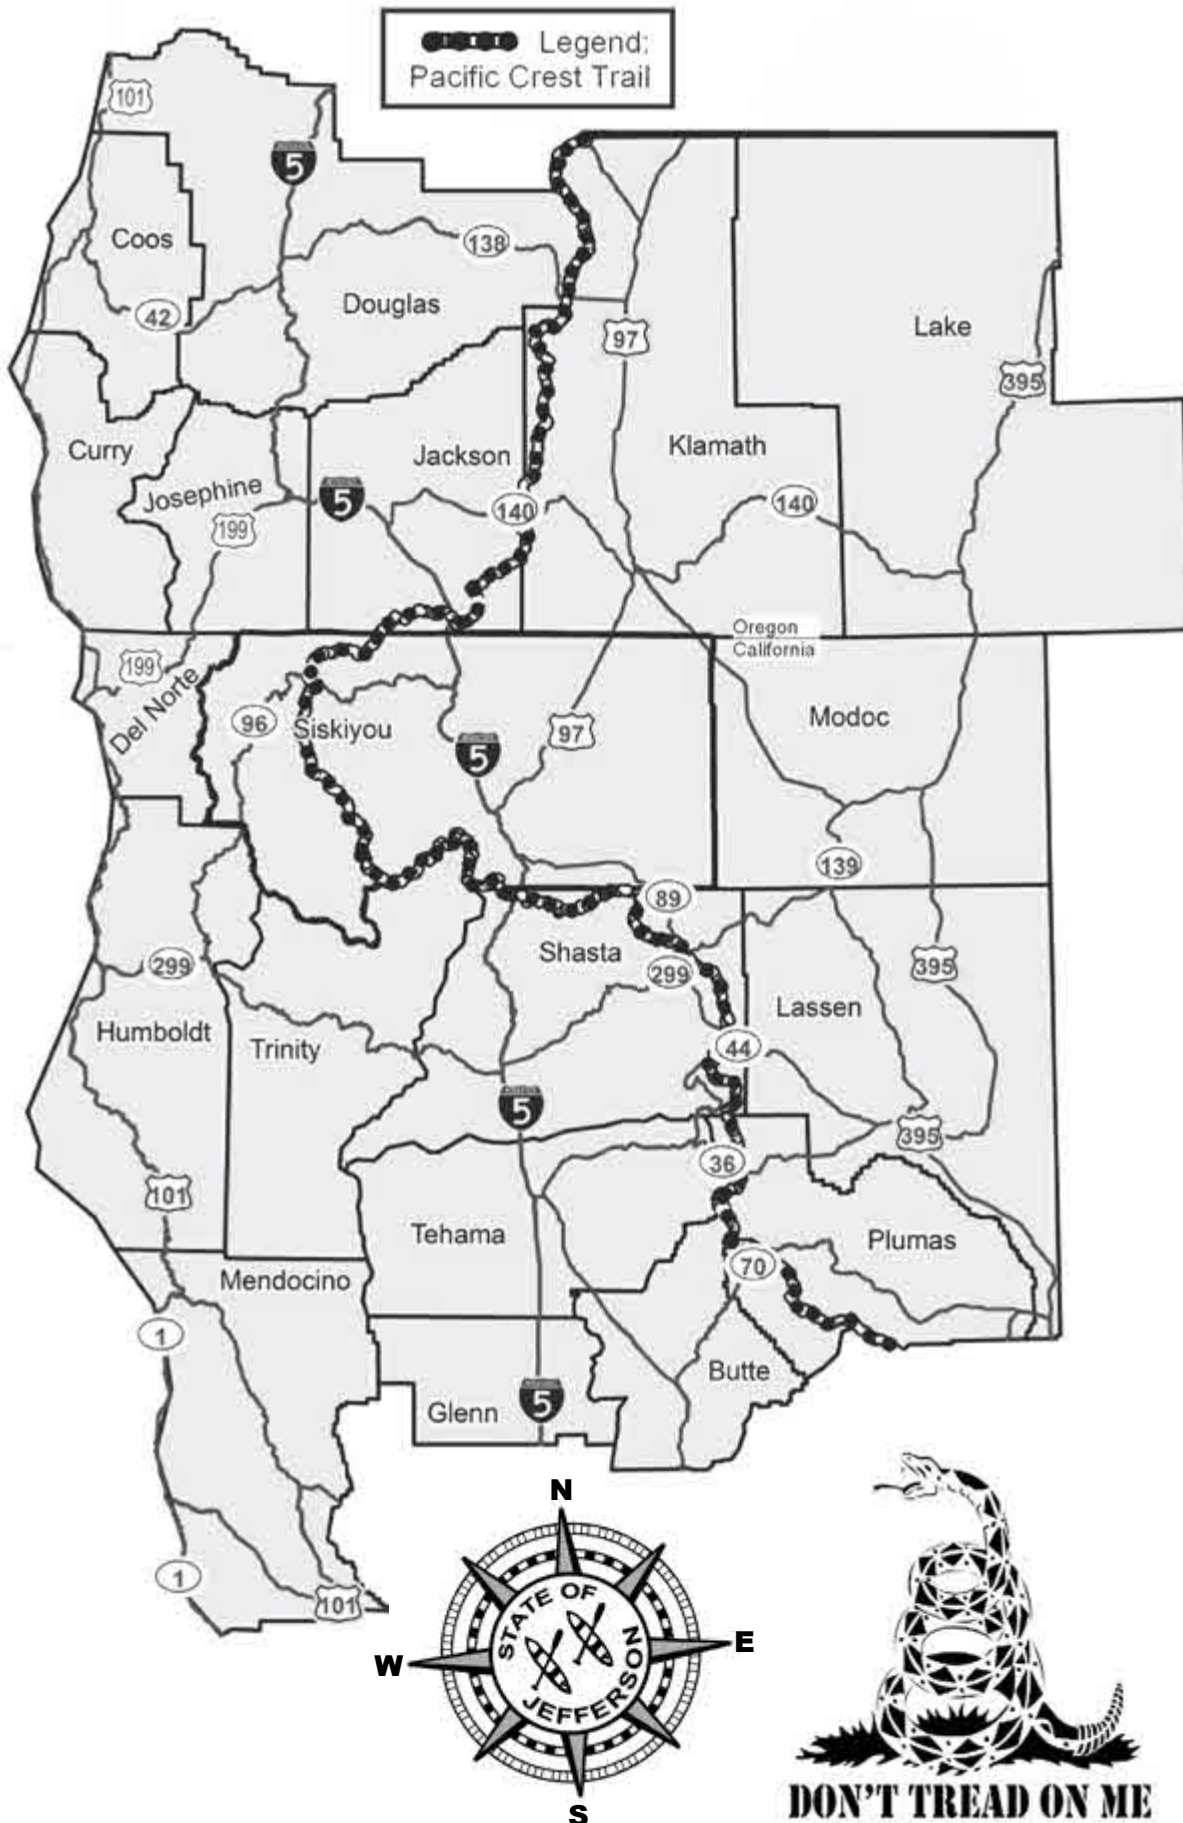 Legend:
Pacific Crest Trail
101
5
Coos
138
Douglas
42
97
Lake
395
Curry
Jackson
Klamath
Josephine
5
140
140
199
Oregon
California
199
Del Norte
96
Siskiyou
5
97
Modoc
139
89
Shasta
299
299
395
Lassen
Humboldt
Trinity
44
5
395
36
101
Tehama
Plumas
70
Mendocino
1
Butte
5
Glenn
N
1
101
STATE OF
JEFFERSON
W
E
S
DON'T TREAD ON ME